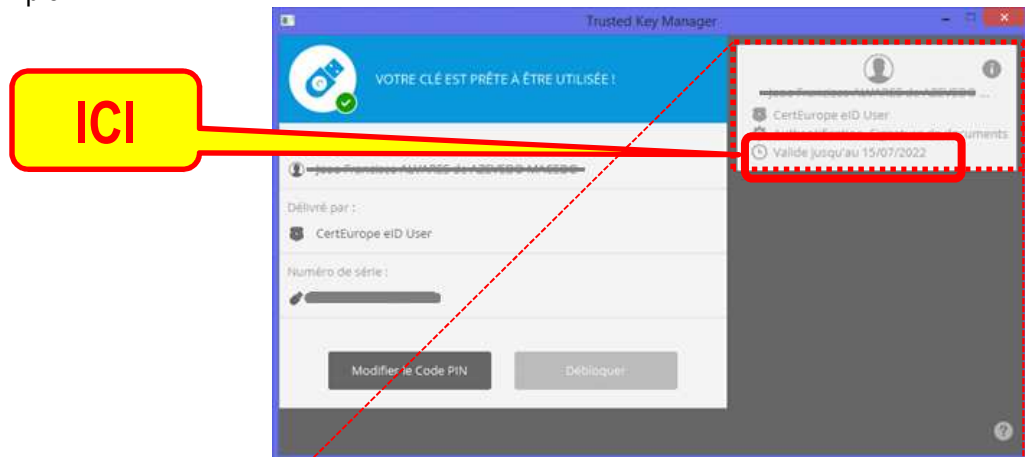 Trusted Key Manager
VOTRE CLÉ EST PRÊTE À ÊTRE UTILISÉE !
ICI
CertEurope eID User
Valide jusqu'au 15/07/2022
Délivré par :
CertEurope eID User
Numéro de série :
Modifier le Code PIN
Débloquer